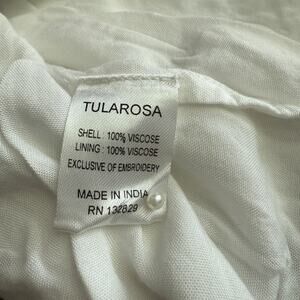 TULAROSA
SHELL : 100% VISCOSE
LINING : 100% VISCOSE
EXCLUSIVE OF EMBROIDERY
MADE IN INDIA
RN 132829